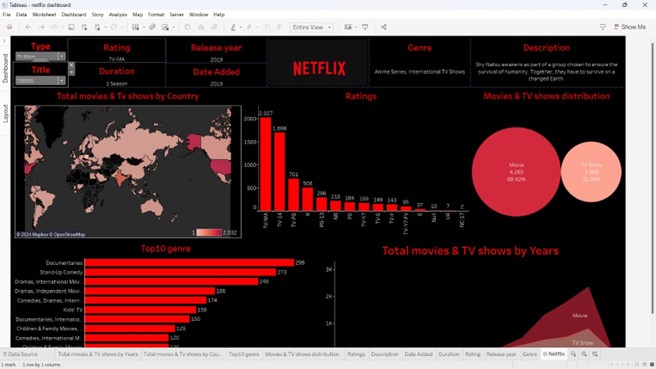 Tableau - netflix dashboard
File Data Worksheet Dashboard Story Analysis Map Format Server Window Help
Entire View
Show Me
Dashboard
Layout
Type
TV Show
Title
Rating
TV-MA
Duration
1 Season
Release year
2019
Date Added
2019
NETFLIX
Genre
Anime Series, International TV Shows
Description
Shy Natsu awakens as part of a group chosen to ensure the
survival of humanity. Together, they have to survive on a
changed Earth.
Total movies & TV shows by Country
© 2024 Mapbox © OpenStreetMap
1
2,032
Ratings
2000
1500
1000
500
0
2,027
1,698
701
508
286
218
184
169
149
143
95
37
10
7
2
TV-MA
TV-14
TV-PG
R
PG-13
NR
PG
TV-Y7
TV-G
TV-Y
TV-Y7-FV
G
UR
NC-17
Movies & TV shows distribution
Movie
4,265
68.42%
TV Show
Top10 genre
Documentaries 299
Stand-Up Comedy 273
Dramas, International Mov.. 248
Dramas, Independent Movi.. 186
Comedies, Dramas, Intern.. 174
Kids' TV 159
Documentaries, Internatio.. 150
Children & Family Movies, .. 129
Comedies, International M.. 120
120
Total movies & TV shows by Years
3K
2K
1K
Movie
TV Show
Data Source Total movies & TV shows by Years Total movies & TV shows by Cou... Top10 genre Movies & TV shows distribution Ratings Description Date Added Duration Rating Release year Genre Netflix
1 mark 1 row by 1 column